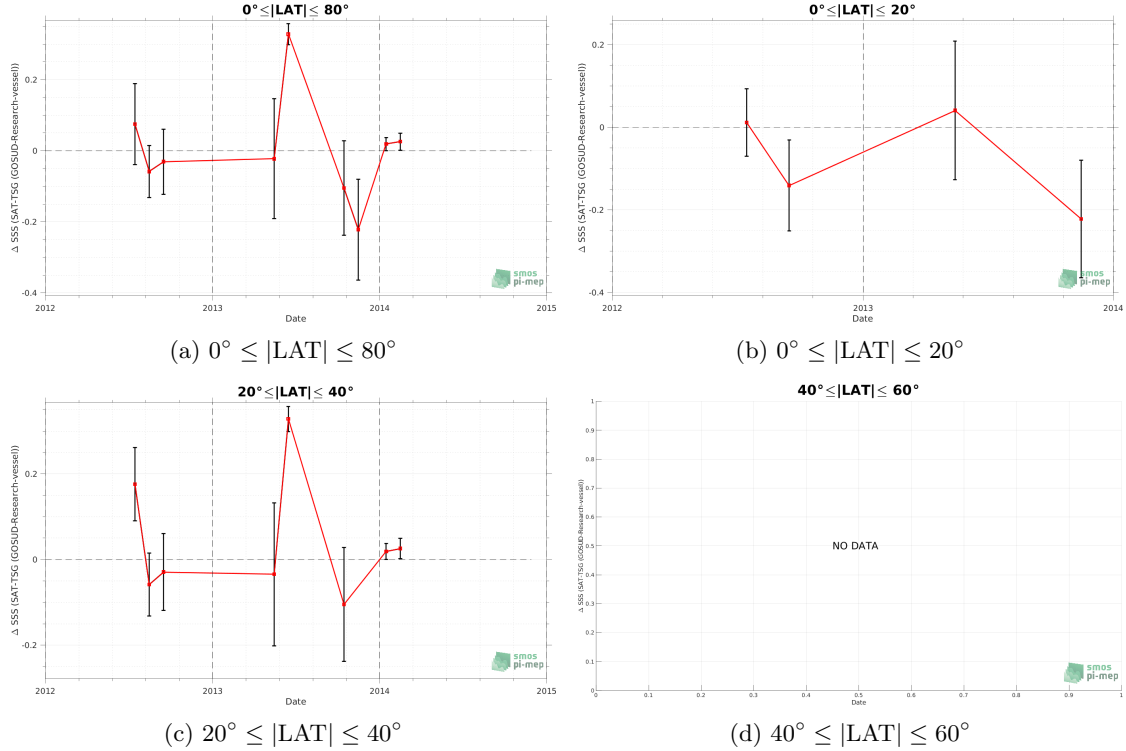 0°≤|LAT|≤ 80°
Δ SSS (SAT-TSG (GOSUD-Research-vessel))
0.2
0
-0.2
-0.4
2012 2013 2014 2015
Date
smos
pi-mep
(a) 0° ≤ |LAT| ≤ 80°
0°≤|LAT|≤ 20°
Δ SSS (SAT-TSG (GOSUD-Research-vessel))
0.2
0
-0.2
-0.4
2012 2013 2014
Date
smos
pi-mep
(b) 0° ≤ |LAT| ≤ 20°
20°≤|LAT|≤ 40°
Δ SSS (SAT-TSG (GOSUD-Research-vessel))
0.2
0
-0.2
2012 2013 2014 2015
Date
smos
pi-mep
(c) 20° ≤ |LAT| ≤ 40°
40°≤|LAT|≤ 60°
Δ SSS (SAT-TSG (GOSUD-Research-vessel))
1
0.9
0.8
0.7
0.6
0.5
0.4
0.3
0.2
0.1
0
NO DATA
0 0.1 0.2 0.3 0.4 0.5 0.6 0.7 0.8 0.9 1
Date
smos
pi-mep
(d) 40° ≤ |LAT| ≤ 60°